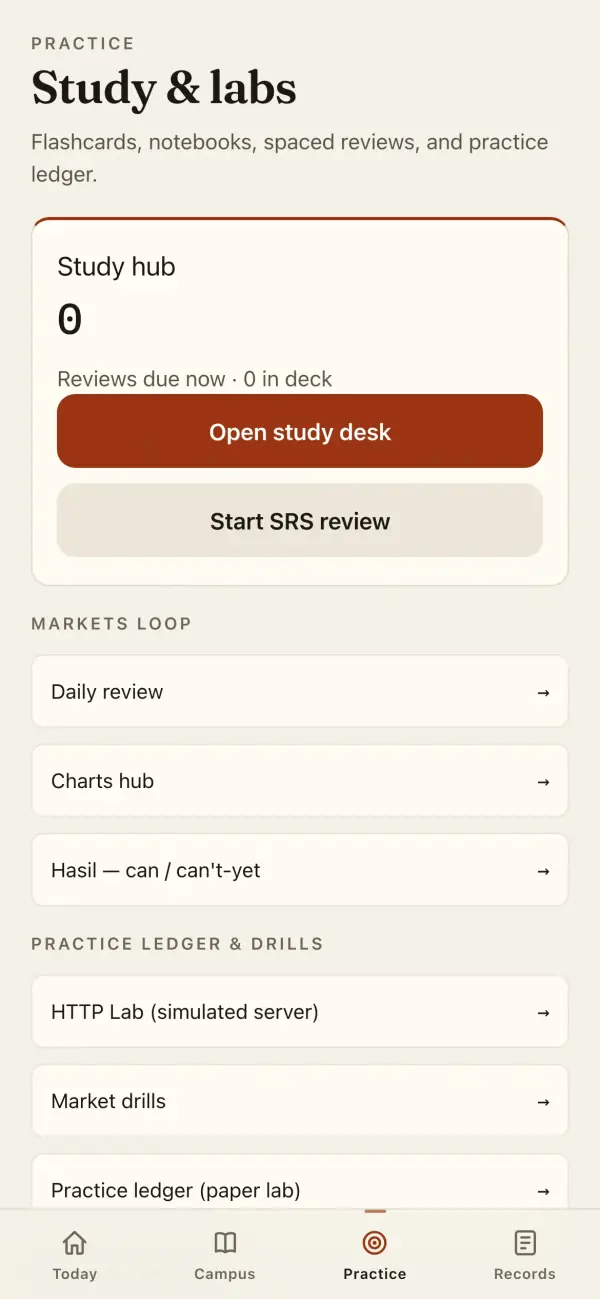 PRACTICE
Study & labs
Flashcards, notebooks, spaced reviews, and practice
ledger.
Study hub
0
Reviews due now · 0 in deck
Open study desk
Start SRS review
MARKETS LOOP
Daily review →
Charts hub →
Hasil — can / can't-yet →
PRACTICE LEDGER & DRILLS
HTTP Lab (simulated server) →
Market drills →
Practice ledger (paper lab) →
Today Campus Practice Records